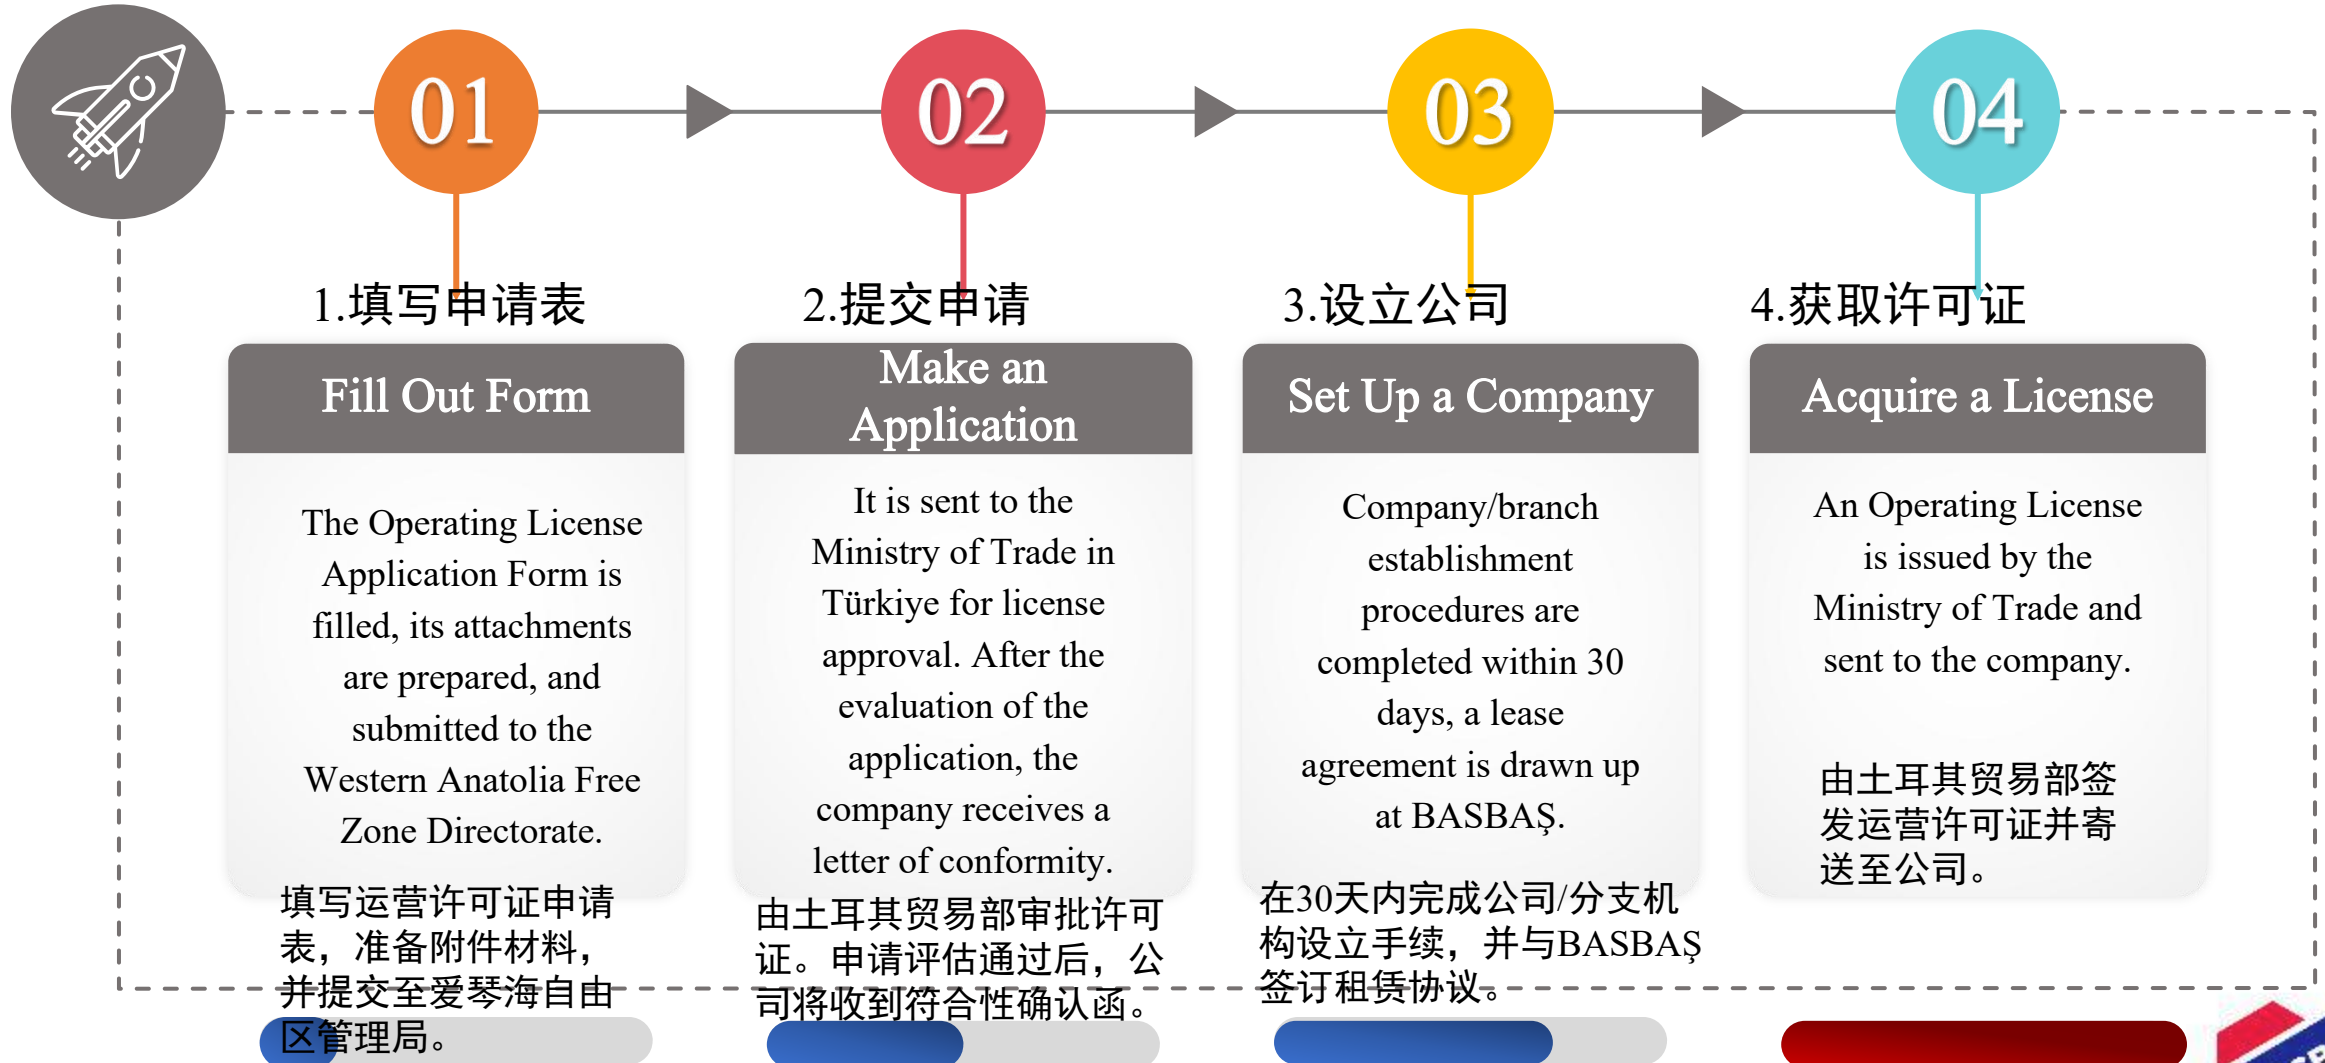 01
02
03
04
1.填写申请表
2.提交申请
3.设立公司
4.获取许可证
Fill Out Form
The Operating License
Application Form is
filled, its attachments
are prepared, and
submitted to the
Western Anatolia Free
Zone Directorate.
填写运营许可证申请
表，准备附件材料，
并提交至爱琴海自由
区管理局。
Make an
Application
It is sent to the
Ministry of Trade in
Türkiye for license
approval. After the
evaluation of the
application, the
company receives a
letter of conformity.
由土耳其贸易部审批许可
证。申请评估通过后，公
司将收到符合性确认函。
Set Up a Company
Company/branch
establishment
procedures are
completed within 30
days, a lease
agreement is drawn up
at BASBAŞ.
在30天内完成公司/分支机
构设立手续，并与BASBAŞ
签订租赁协议。
Acquire a License
An Operating License
is issued by the
Ministry of Trade and
sent to the company.
由土耳其贸易部签
发运营许可证并寄
送至公司。